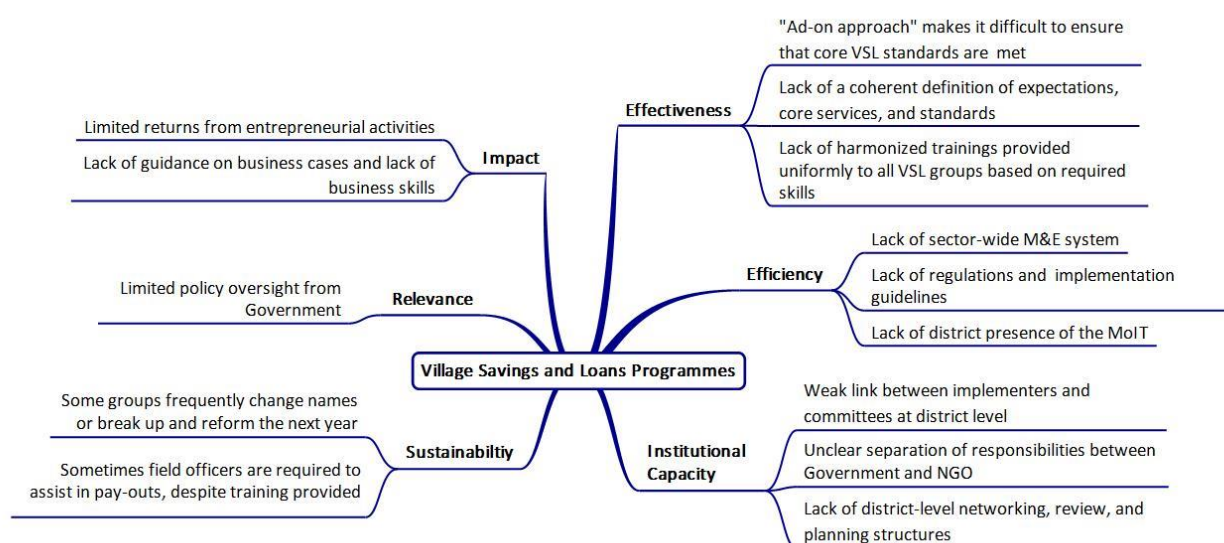 "Ad-on approach" makes it difficult to ensure
that core VSL standards are met
Effectiveness
Lack of a coherent definition of expectations,
core services, and standards
Lack of harmonized trainings provided
uniformly to all VSL groups based on required
skills
Limited returns from entrepreneurial activities
Impact
Lack of guidance on business cases and lack of
business skills
Lack of sector-wide M&E system
Efficiency
Lack of regulations and implementation
guidelines
Lack of district presence of the MoIT
Limited policy oversight from
Government
Relevance
Village Savings and Loans Programmes
Some groups frequently change names
or break up and reform the next year
Sustainabiltiy
Sometimes field officers are required to
assist in pay-outs, despite training provided
Weak link between implementers and
committees at district level
Institutional
Capacity
Unclear separation of responsibilities between
Government and NGO
Lack of district-level networking, review, and
planning structures